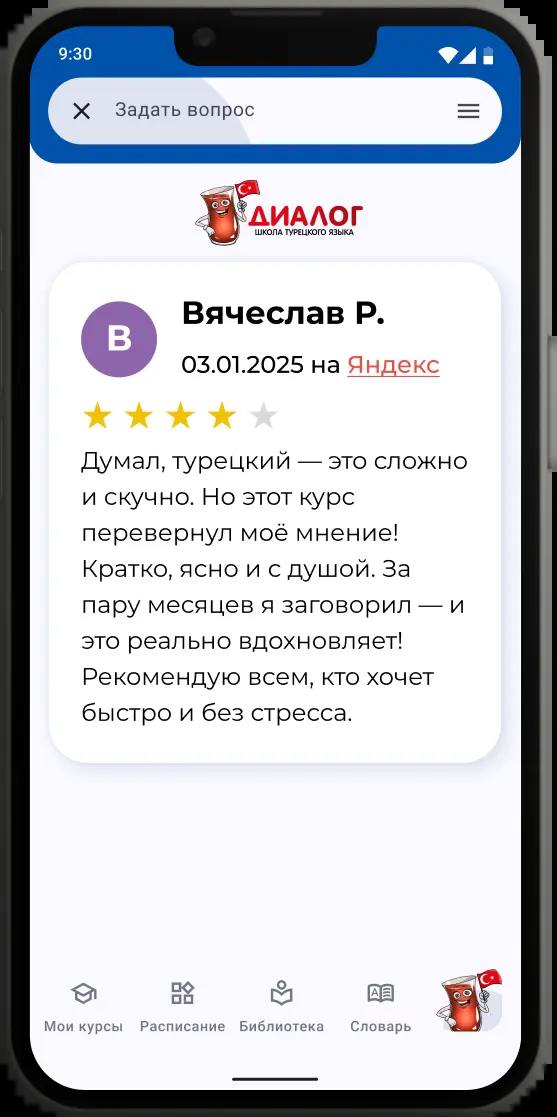 9:30
Задать вопрос
ДИАЛОГ
ШКОЛА ТУРЕЦКОГО ЯЗЫКА
В
Вячеслав Р.
03.01.2025 на Яндекс
Думал, турецкий — это сложно
и скучно. Но этот курс
перевернул моё мнение!
Кратко, ясно и с душой. За
пару месяцев я заговорил — и
это реально вдохновляет!
Рекомендую всем, кто хочет
быстро и без стресса.
Мои курсы Расписание Библиотека Словарь